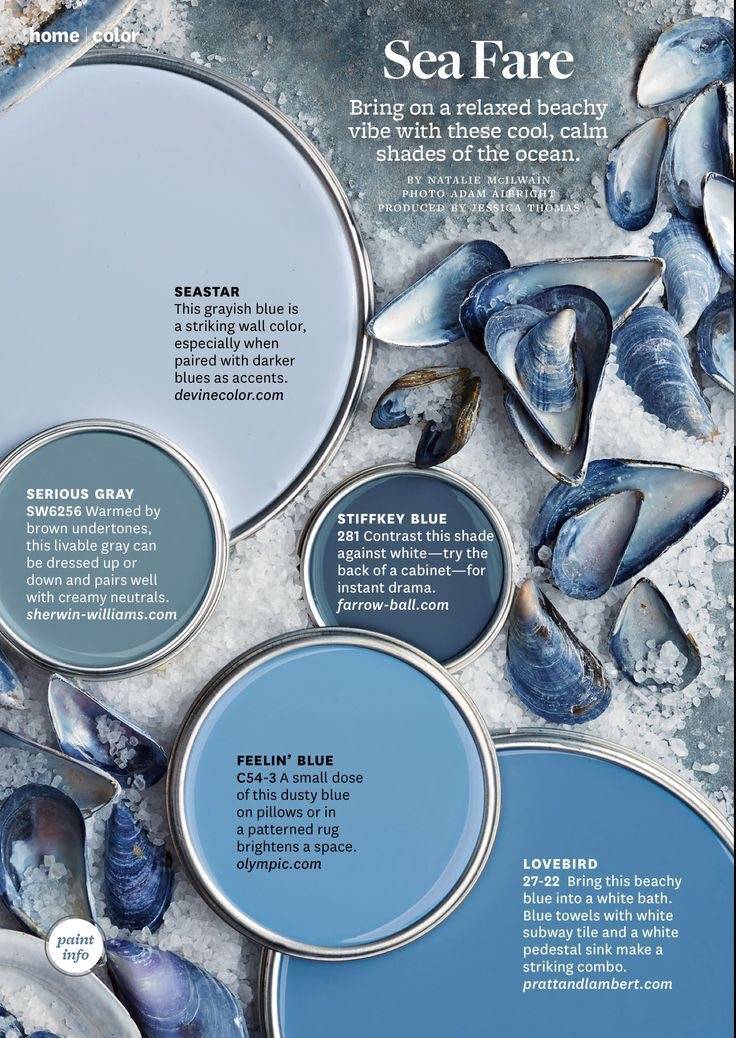 home | color
Sea Fare
Bring on a relaxed beachy
vibe with these cool, calm
shades of the ocean.
BY NATALIE McILWAIN
PHOTO ADAM ALBRIGHT
PRODUCED BY JESSICA THOMAS
SEASTAR
This grayish blue is
a striking wall color,
especially when
paired with darker
blues as accents.
devinecolor.com
SERIOUS GRAY
SW6256 Warmed by
brown undertones,
this livable gray can
be dressed up or
down and pairs well
with creamy neutrals.
sherwin-williams.com
STIFFKEY BLUE
281 Contrast this shade
against white—try the
back of a cabinet—for
instant drama.
farrow-ball.com
FEELIN’ BLUE
C54-3 A small dose
of this dusty blue
on pillows or in
a patterned rug
brightens a space.
olympic.com
LOVEBIRD
27-22 Bring this beachy
blue into a white bath.
Blue towels with white
subway tile and a white
pedestal sink make a
striking combo.
prattandlambert.com
paint
info